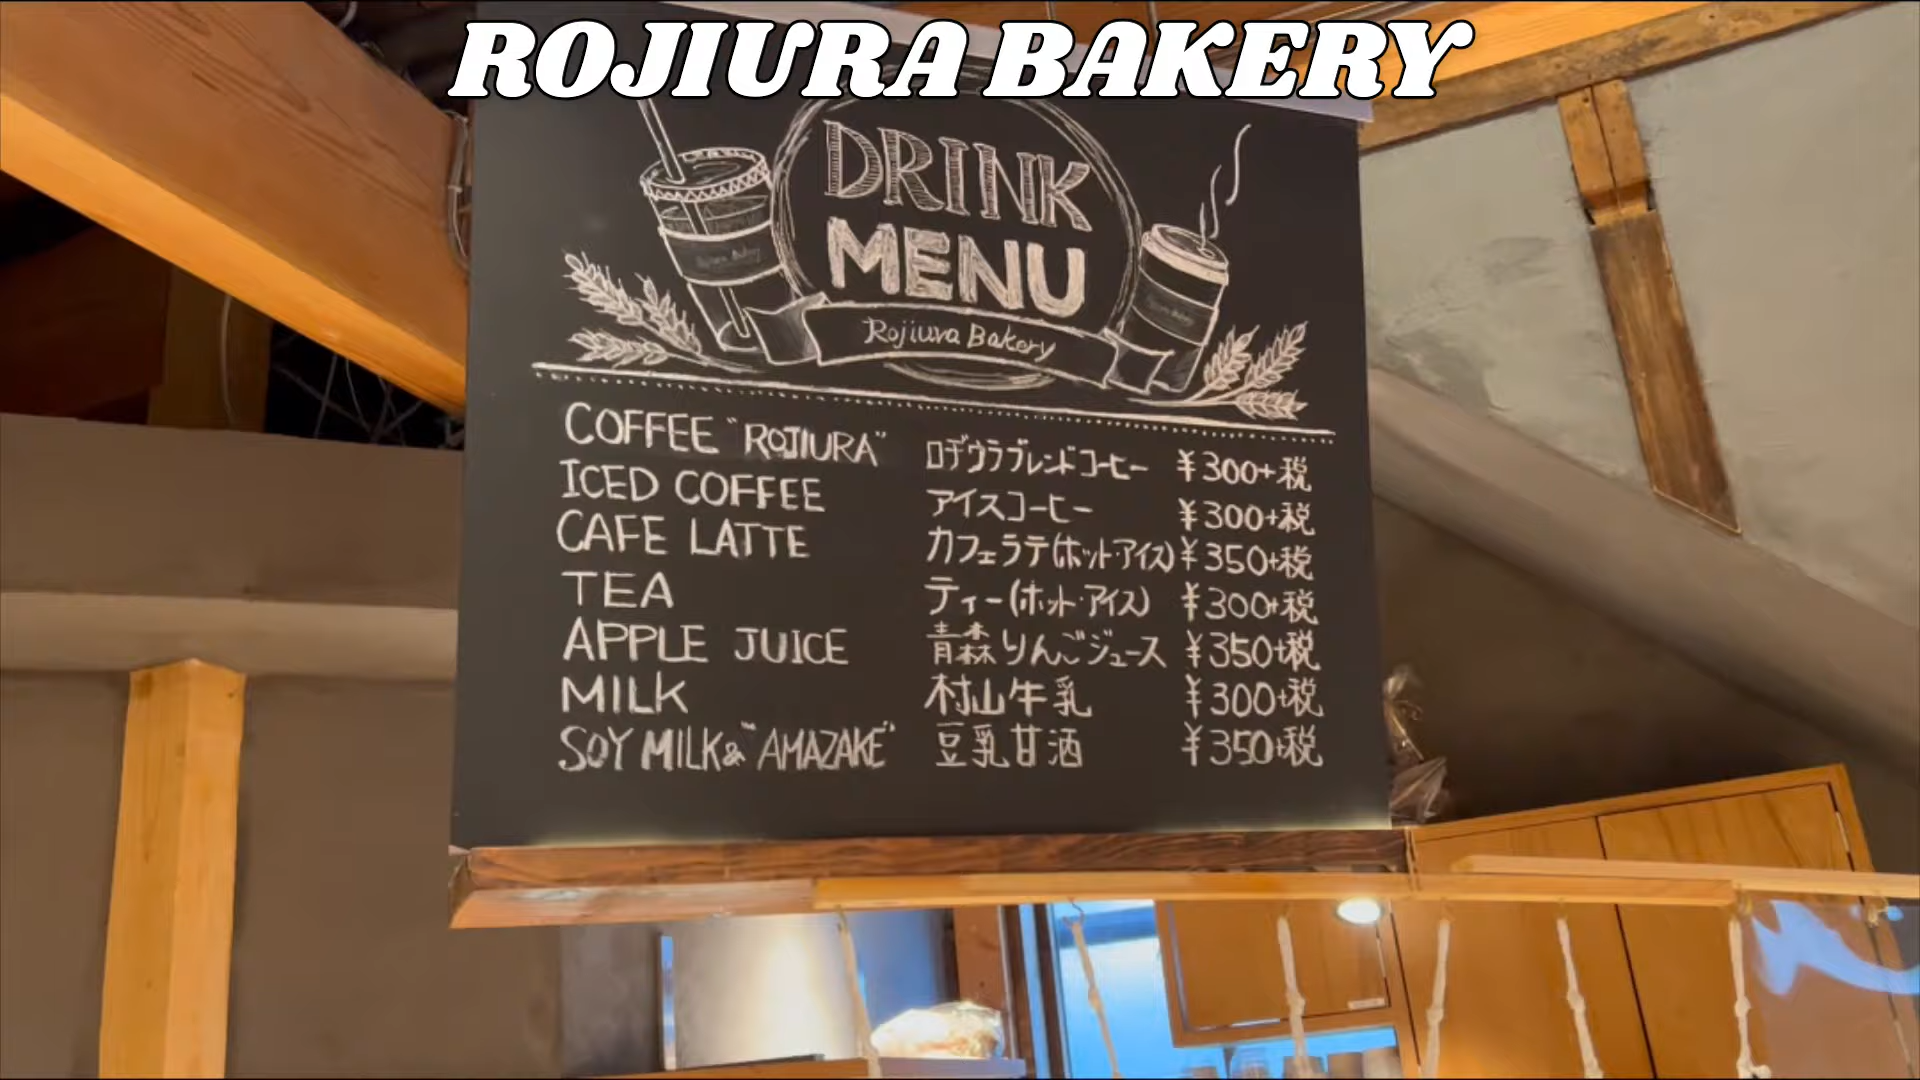 ROJIURA BAKERY
DRINK
MENU
Rojiura Bakery
COFFEE "ROJIURA" ロヂウラブレンドコーヒー ¥300+税
ICED COFFEE アイスコーヒー ¥300+税
CAFE LATTE カフェラテ(ホット・アイス) ¥350+税
TEA ティー(ホット・アイス) ¥300+税
APPLE JUICE 青森りんごジュース ¥350+税
MILK 村山牛乳 ¥300+税
SOY MILK & "AMAZAKE" 豆乳甘酒 ¥350+税